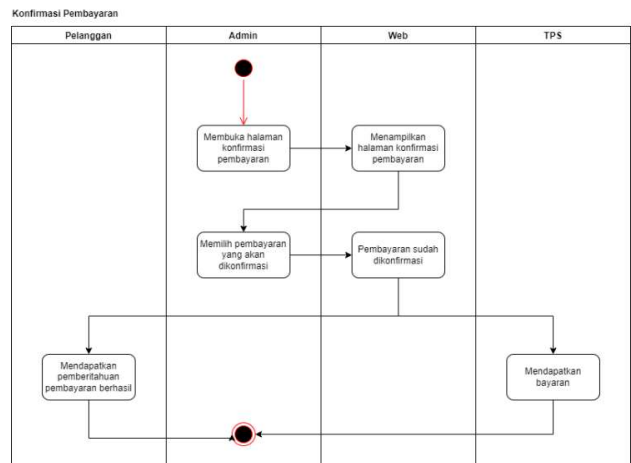 Konfirmasi Pembayaran
Pelanggan
Admin
Web
TPS
Membuka halaman
konfirmasi
pembayaran
Menampilkan
halaman konfirmasi
pembayaran
Memilih pembayaran
yang akan
dikonfirmasi
Pembayaran sudah
dikonfirmasi
Mendapatkan
pemberitahuan
pembayaran berhasil
Mendapatkan
bayaran